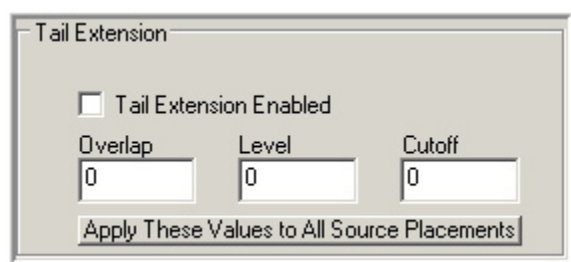 Tail Extension
Tail Extension Enabled
Overlap Level Cutoff
0 0 0
Apply These Values to All Source Placements